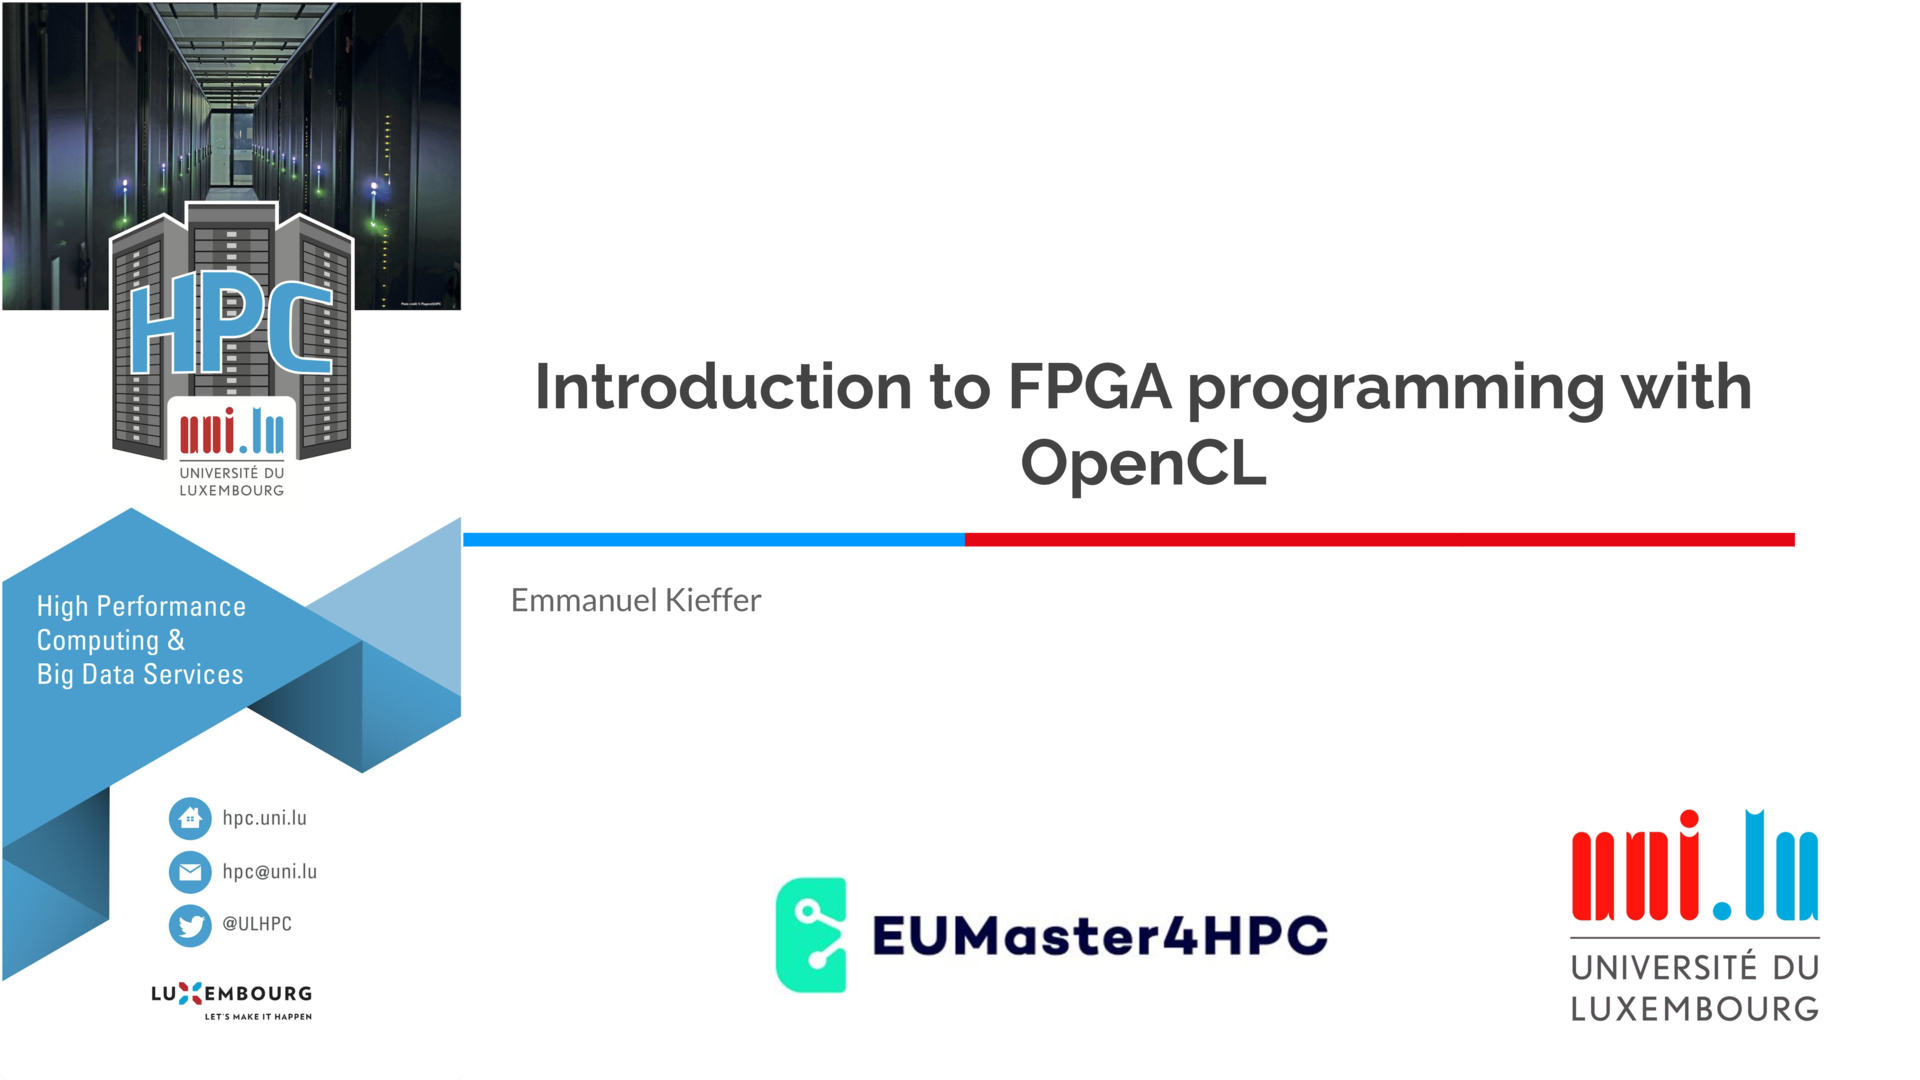 HPC
uni.lu
UNIVERSITÉ DU
LUXEMBOURG
Introduction to FPGA programming with
OpenCL
Emmanuel Kieffer
High Performance
Computing &
Big Data Services
hpc.uni.lu
hpc@uni.lu
@ULHPC
LUXEMBOURG
LET'S MAKE IT HAPPEN
EUMaster4HPC
uni.lu
UNIVERSITÉ DU
LUXEMBOURG